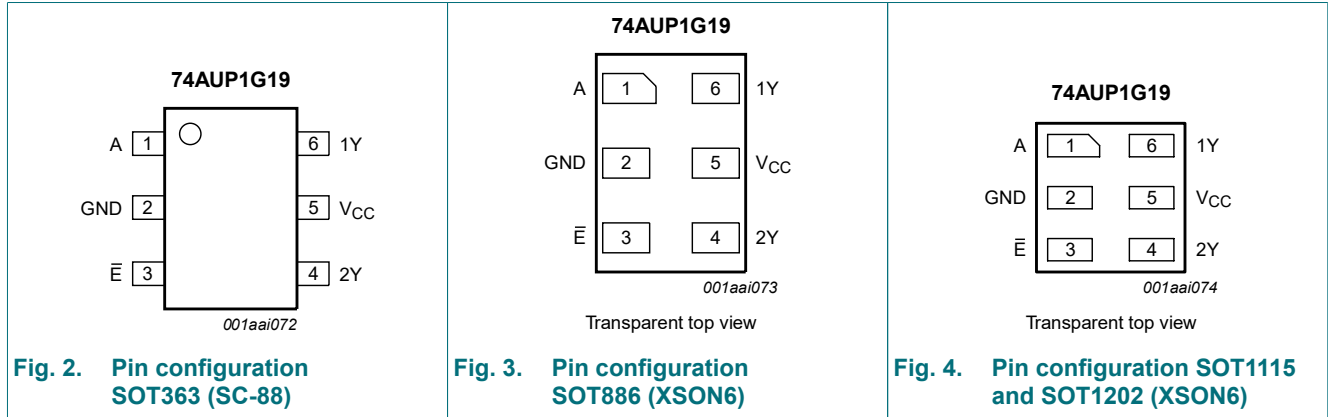 74AUP1G19
A 1 6 1Y
GND 2 5 VCC
E̅ 3 4 2Y
001aai072
Fig. 2. Pin configuration
SOT363 (SC-88)
74AUP1G19
A 1 6 1Y
GND 2 5 VCC
E̅ 3 4 2Y
001aai073
Transparent top view
Fig. 3. Pin configuration
SOT886 (XSON6)
74AUP1G19
A 1 6 1Y
GND 2 5 VCC
E̅ 3 4 2Y
001aai074
Transparent top view
Fig. 4. Pin configuration SOT1115
and SOT1202 (XSON6)